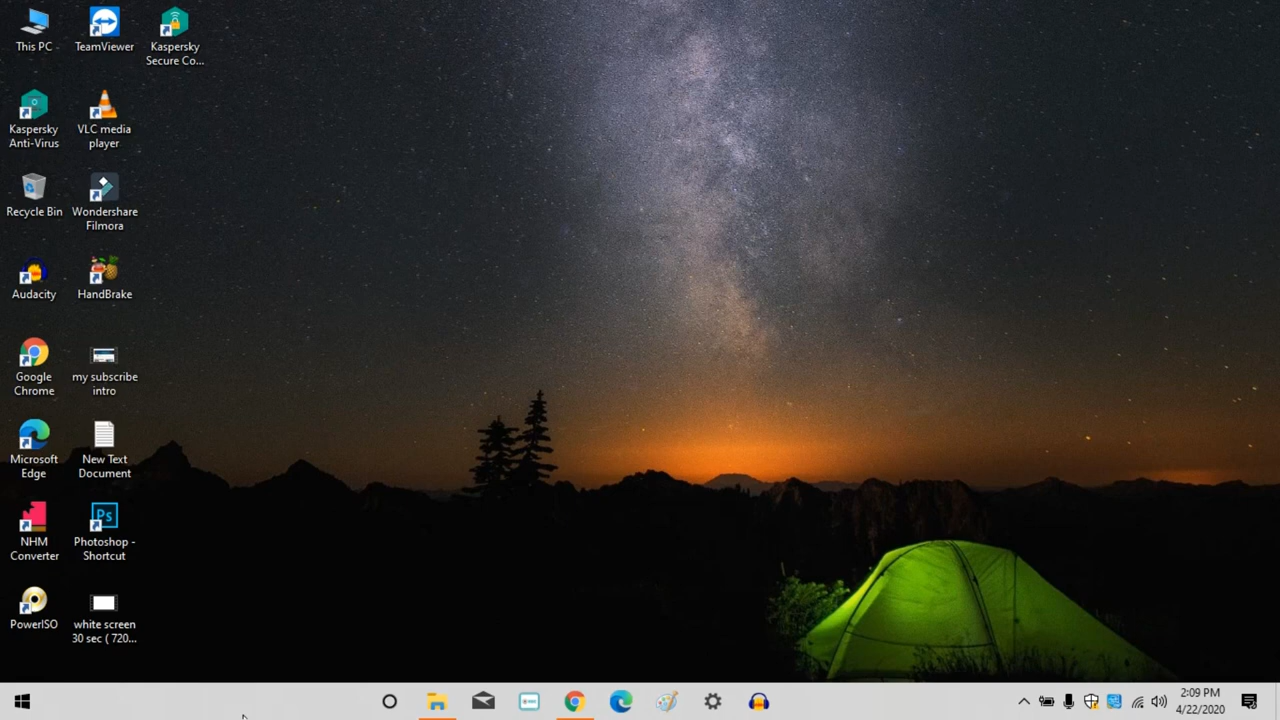 This PC
TeamViewer
Kaspersky
Secure Co...
Kaspersky
Anti-Virus
VLC media
player
Recycle Bin
Wondershare
Filmora
Audacity
HandBrake
Google
Chrome
my subscribe
intro
Microsoft
Edge
New Text
Document
NHM
Converter
Ps
Photoshop -
Shortcut
PowerISO
white screen
30 sec ( 720...
2:09 PM
4/22/2020